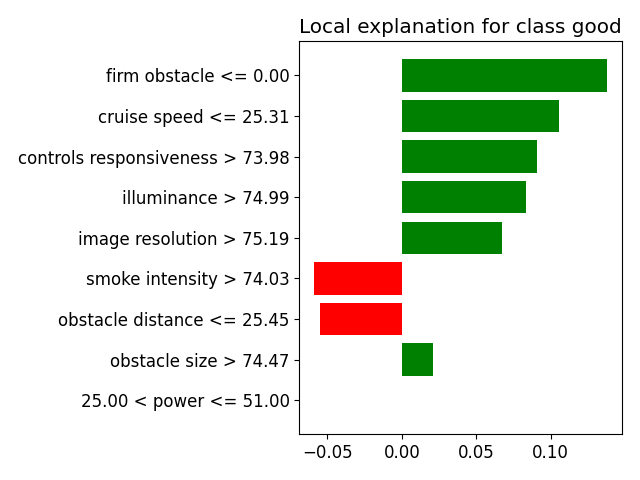 Local explanation for class good
firm obstacle <= 0.00
cruise speed <= 25.31
controls responsiveness > 73.98
illuminance > 74.99
image resolution > 75.19
smoke intensity > 74.03
obstacle distance <= 25.45
obstacle size > 74.47
25.00 < power <= 51.00
−0.05 0.00 0.05 0.10